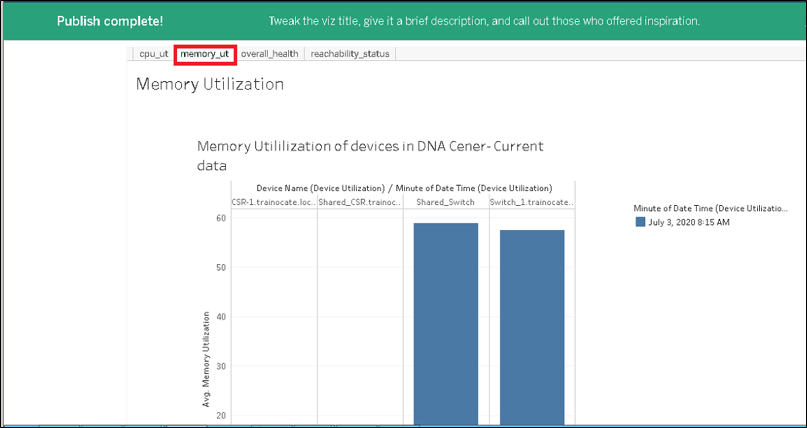 Publish complete! Tweak the viz title, give it a brief description, and call out those who offered inspiration.
cpu_ut memory_ut overall_health reachability_status
Memory Utilization
Memory Utililization of devices in DNA Cener- Current
data
Device Name (Device Utilization) / Minute of Date Time (Device Utilization)
CSR-1.trainocate.loc.. Shared_CSR.trainoc.. Shared_Switch Switch_1.trainocate..
Minute of Date Time (Device Utilizatio...
July 3, 2020 8:15 AM
60
50
40
30
20
Avg. Memory Utilization